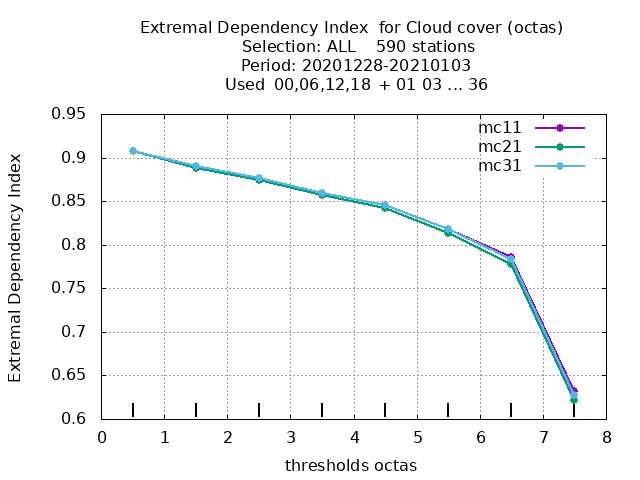 Extremal Dependency Index  for Cloud cover (octas)
Selection: ALL    590 stations
Period: 20201228-20210103
Used  00,06,12,18  + 01 03 ... 36
Extremal Dependency Index
0.95
0.9
0.85
0.8
0.75
0.7
0.65
0.6
mc11
mc21
mc31
0 1 2 3 4 5 6 7 8
thresholds octas